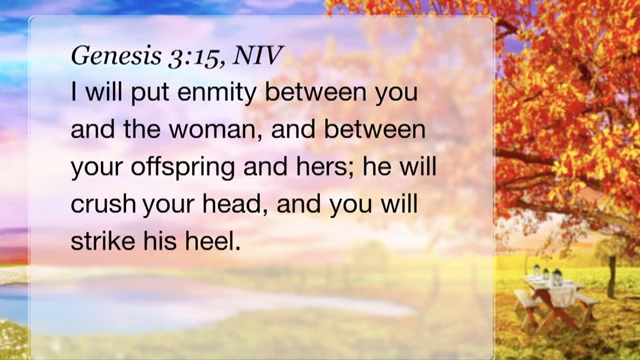 Genesis 3:15, NIV
I will put enmity between you
and the woman, and between
your offspring and hers; he will
crush your head, and you will
strike his heel.